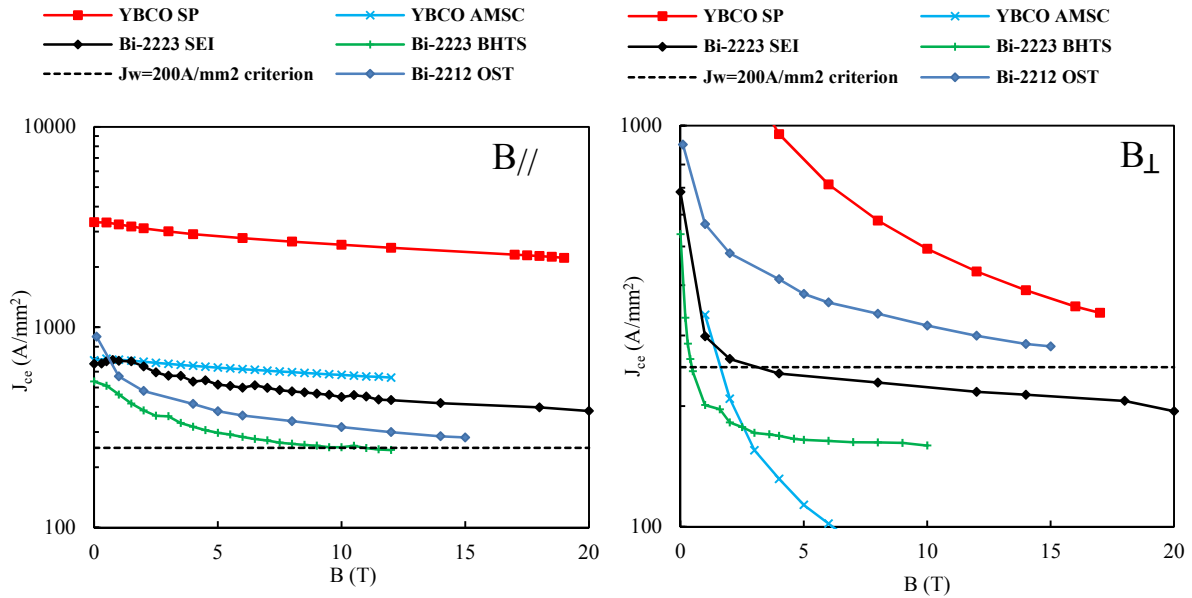 YBCO SP YBCO AMSC
Bi-2223 SEI Bi-2223 BHTS
Jw=200A/mm2 criterion Bi-2212 OST
10000
1000
100
J_ce (A/mm²)
B//
0 5 10 15 20
B (T)
YBCO SP YBCO AMSC
Bi-2223 SEI Bi-2223 BHTS
Jw=200A/mm2 criterion Bi-2212 OST
1000
100
J_ce (A/mm²)
B⊥
0 5 10 15 20
B (T)